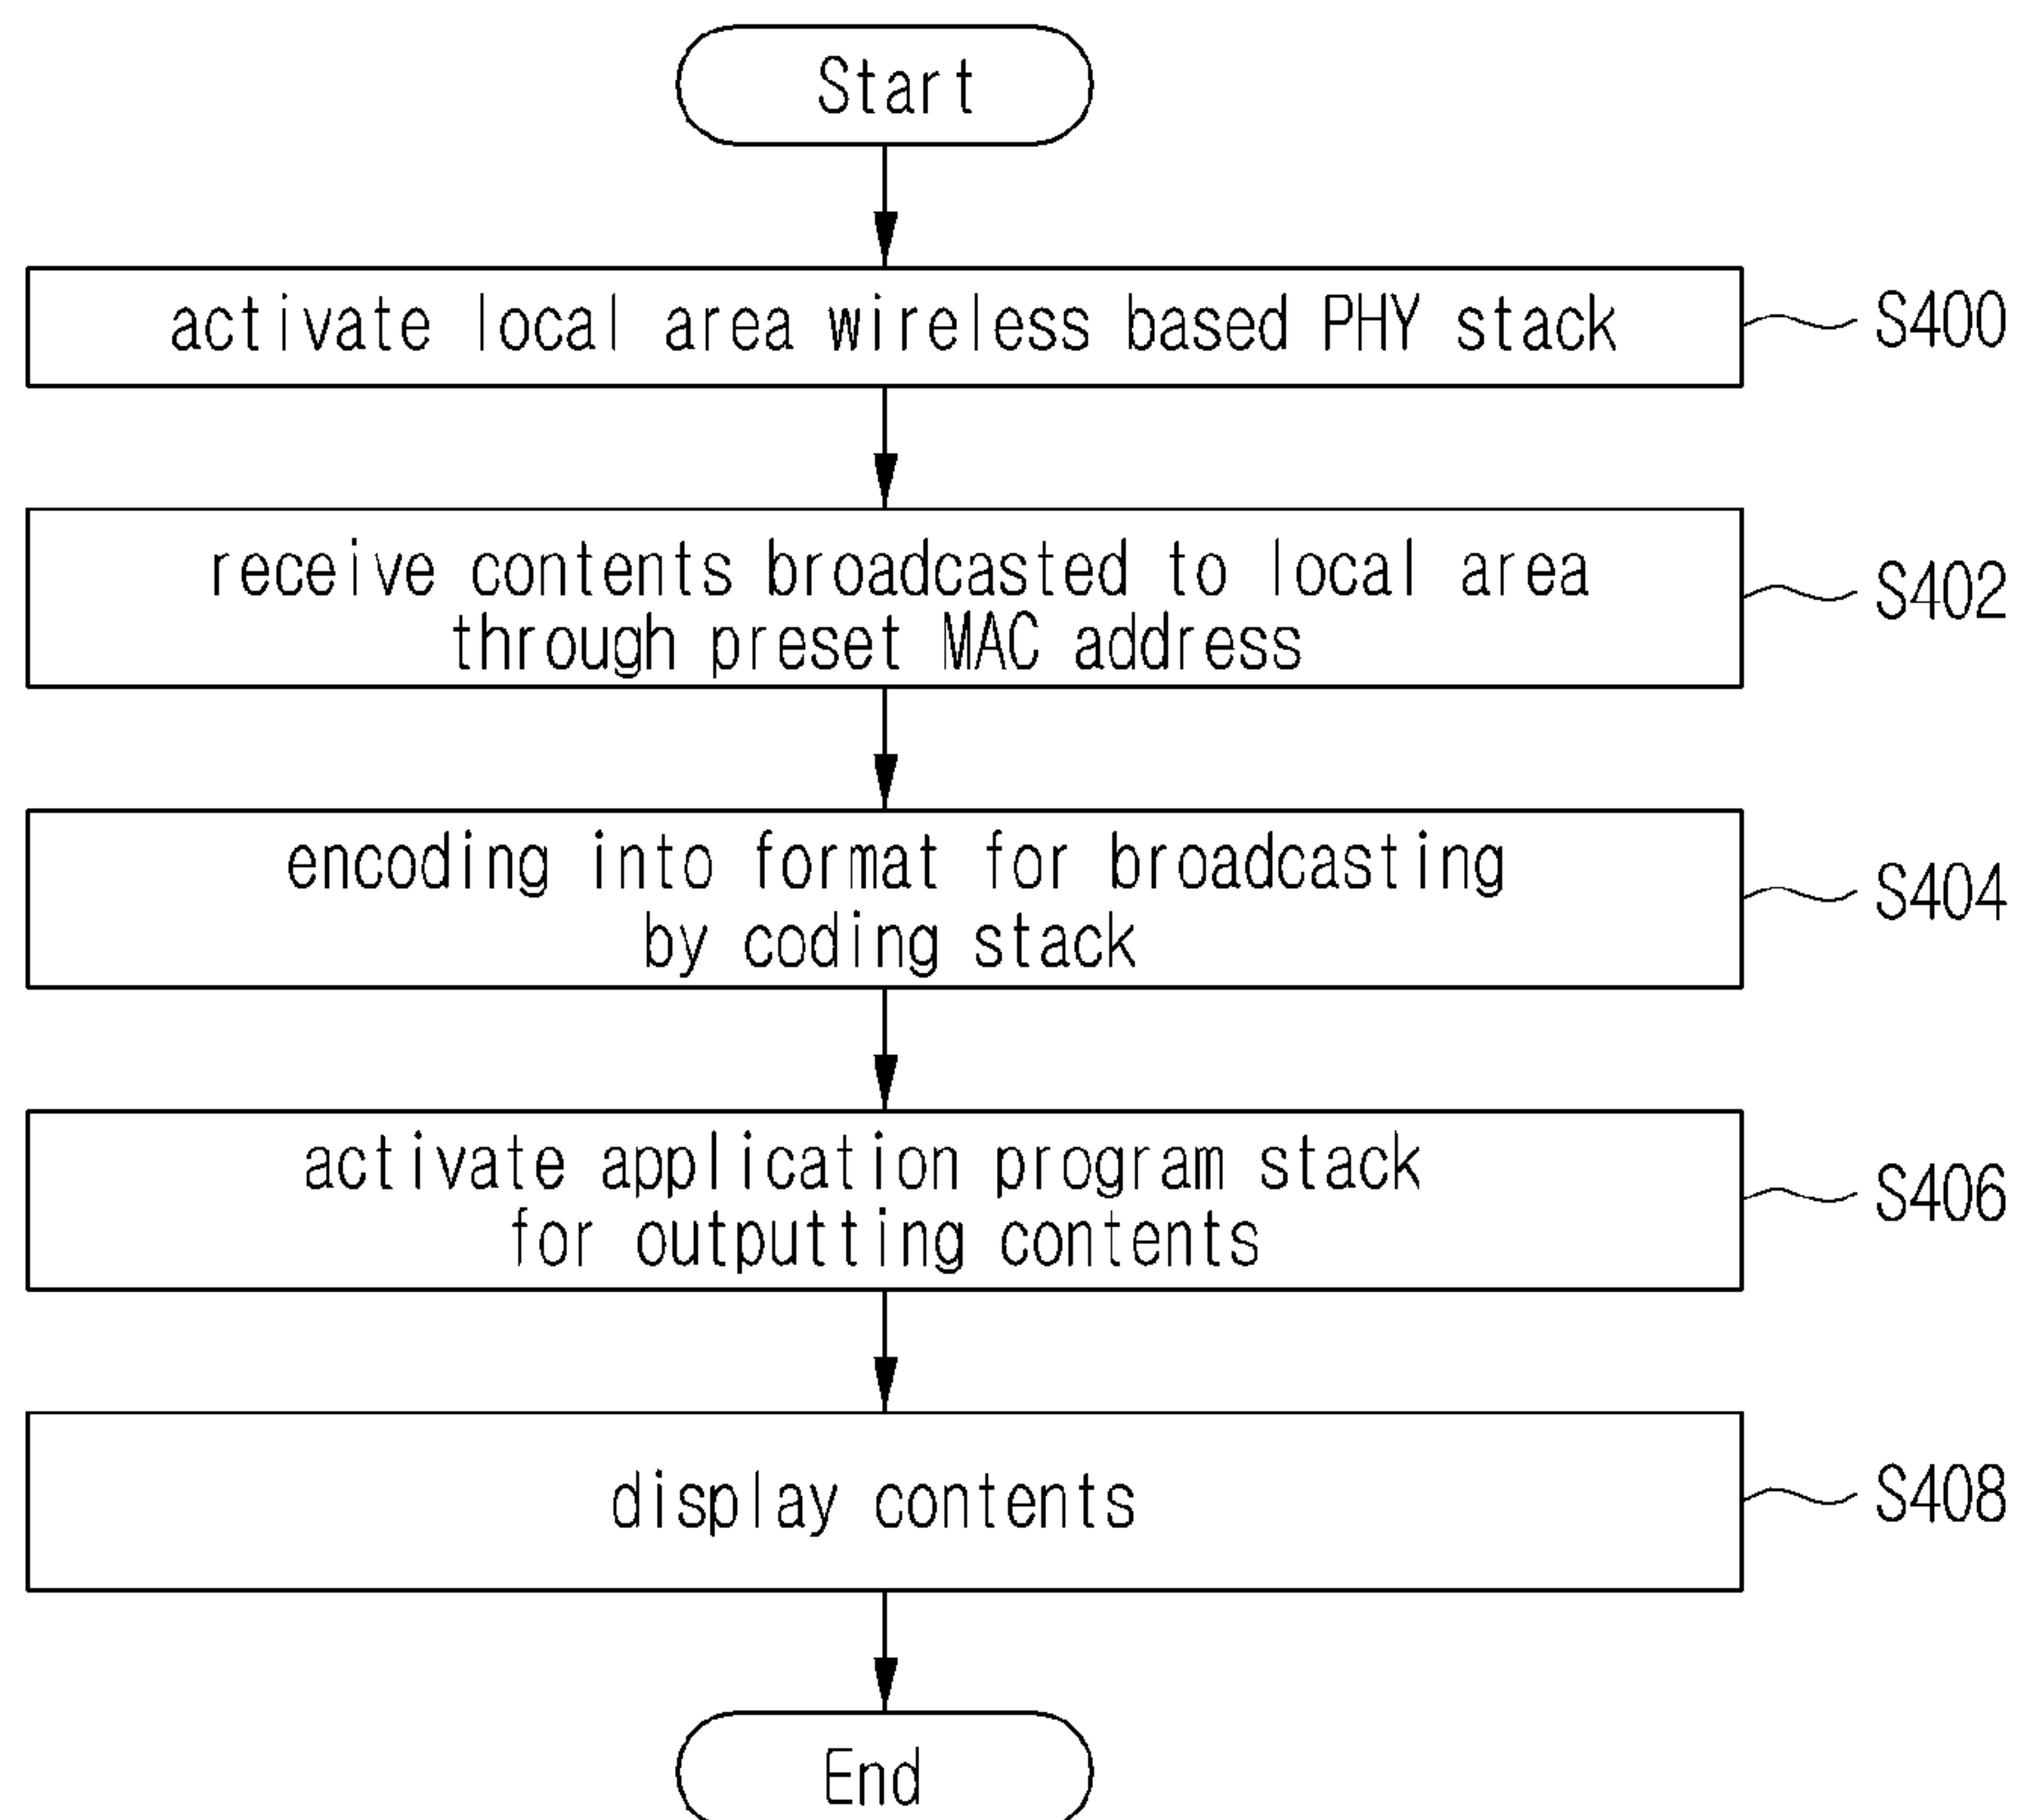 Start
activate local area wireless based PHY stack
S400
receive contents broadcasted to local area
through preset MAC address
S402
encoding into format for broadcasting
by coding stack
S404
activate application program stack
for outputting contents
S406
display contents
S408
End